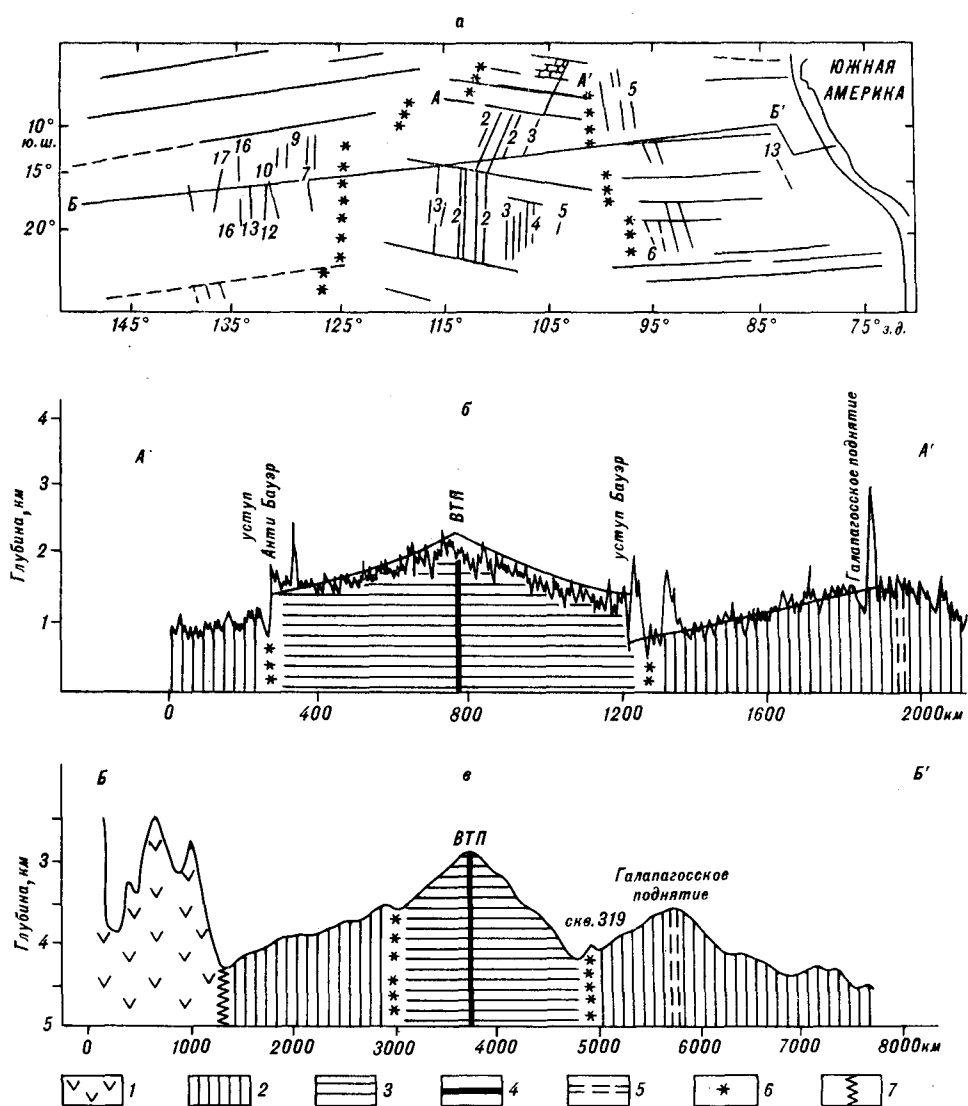 а
ЮЖНАЯ
АМЕРИКА
А
А'
5
2
2
3
10°
ю.ш.
Б'
16
9
17
10
7
15°
13
Б
3
2
2
3
4
5
20°
16
13
12
6
145°
135°
125°
115°
105°
95°
85°
75° з.д.
б
Глубина, км
4
3
2
1
А
А'
уступ
Анти Бауэр
ВТП
уступ Бауэр
Галапагосское поднятие
0
400
800
1200
1600
2000км
в
Б
Б'
Глубина, км
3
4
5
ВТП
Галапагосское
поднятие
скв. 319
0
1000
2000
3000
4000
5000
6000
7000
8000км
1
2
3
4
5
6
7